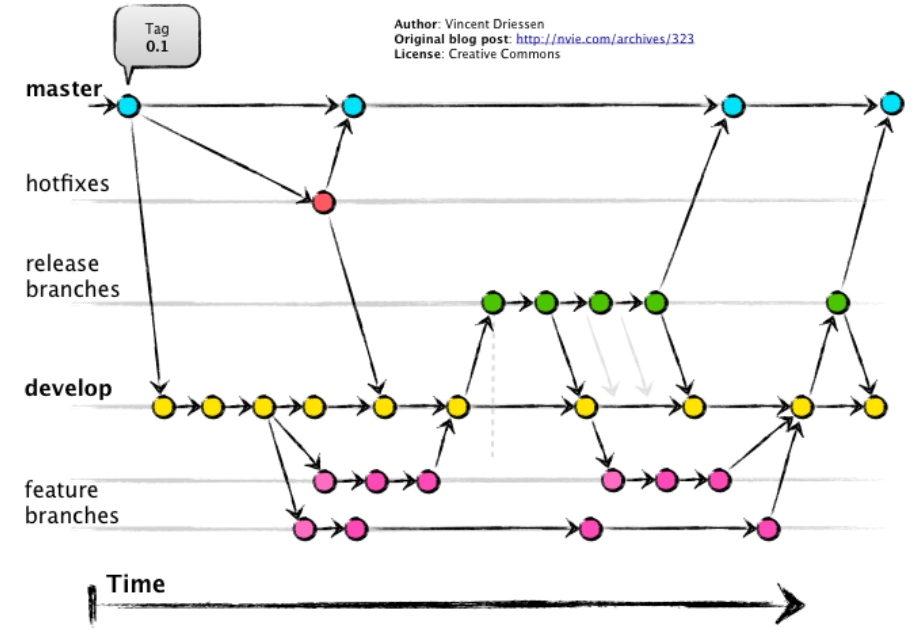 Tag
0.1
Author: Vincent Driessen
Original blog post: http://nvie.com/archives/323
License: Creative Commons
master
hotfixes
release
branches
develop
feature
branches
Time